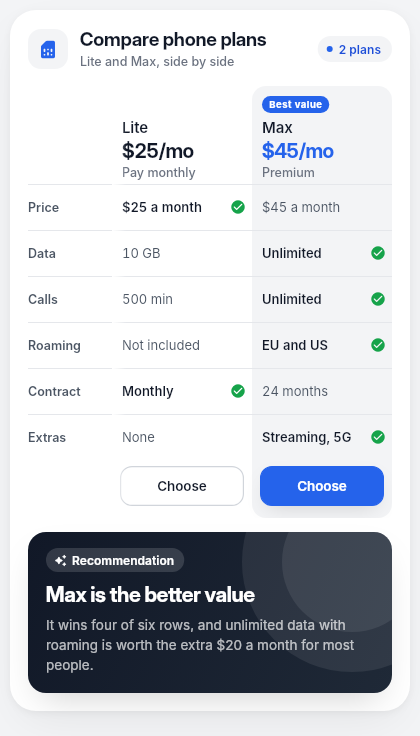 Compare phone plans
Lite and Max, side by side
2 plans
Best value
Lite
Max
$25/mo
$45/mo
Pay monthly
Premium
Price
$25 a month
$45 a month
Data
10 GB
Unlimited
Calls
500 min
Unlimited
Roaming
Not included
EU and US
Contract
Monthly
24 months
Extras
None
Streaming, 5G
Choose
Choose
Recommendation
Max is the better value
It wins four of six rows, and unlimited data with
roaming is worth the extra $20 a month for most
people.